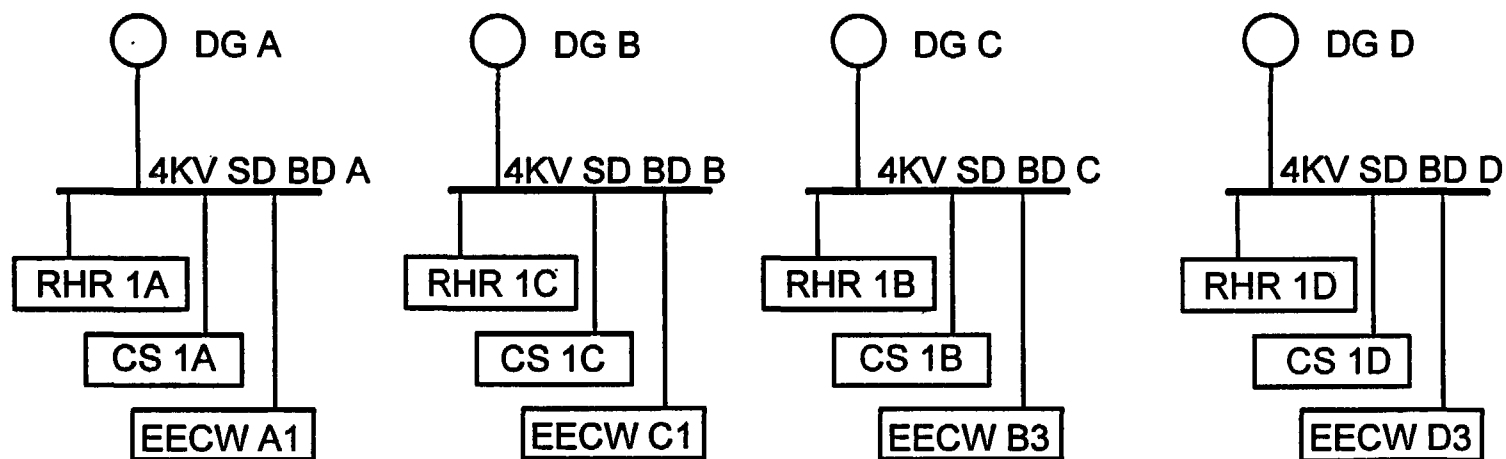 DG A
DG B
DG C
DG D
4KV SD BD A
4KV SD BD B
4KV SD BD C
4KV SD BD D
RHR 1A
RHR 1C
RHR 1B
RHR 1D
CS 1A
CS 1C
CS 1B
CS 1D
EECW A1
EECW C1
EECW B3
EECW D3